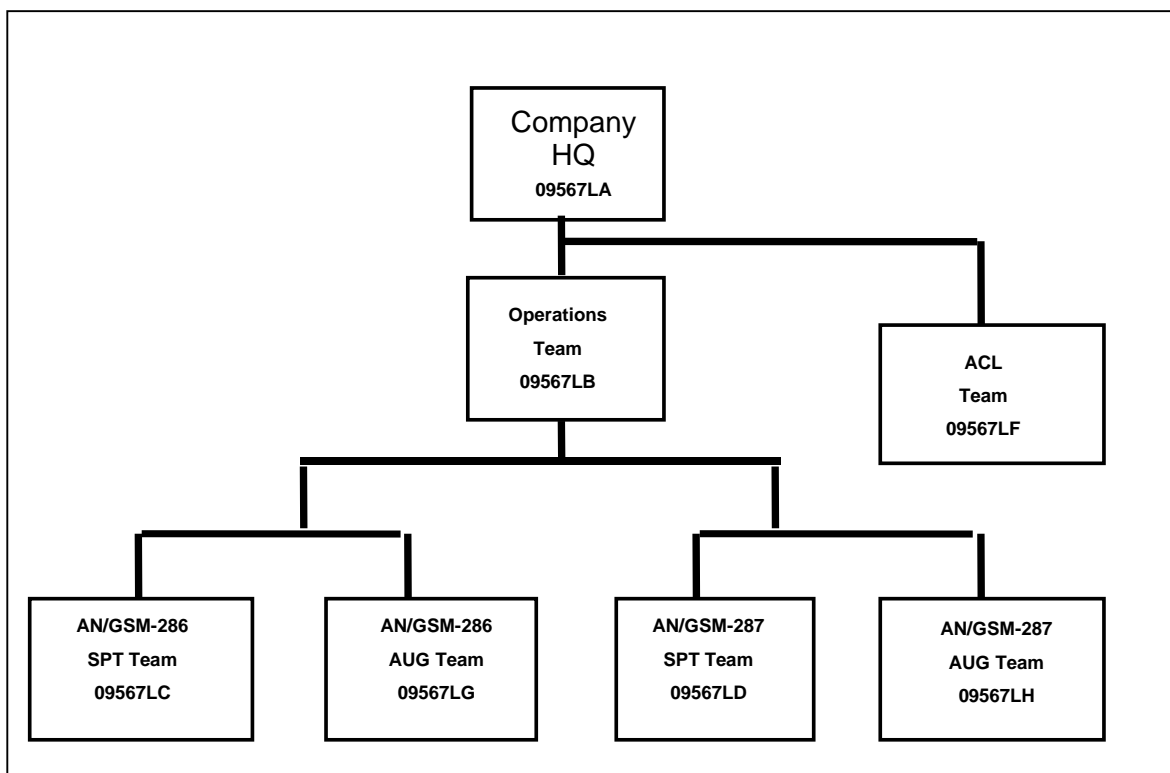 Company
HQ
09567LA
Operations
Team
09567LB
ACL
Team
09567LF
AN/GSM-286
SPT Team
09567LC
AN/GSM-286
AUG Team
09567LG
AN/GSM-287
SPT Team
09567LD
AN/GSM-287
AUG Team
09567LH